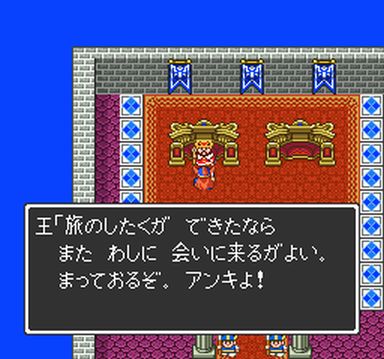 王「旅のしたくが できたなら
また わしに 会いに来るがよい。
まっておるぞ。 アンキよ!